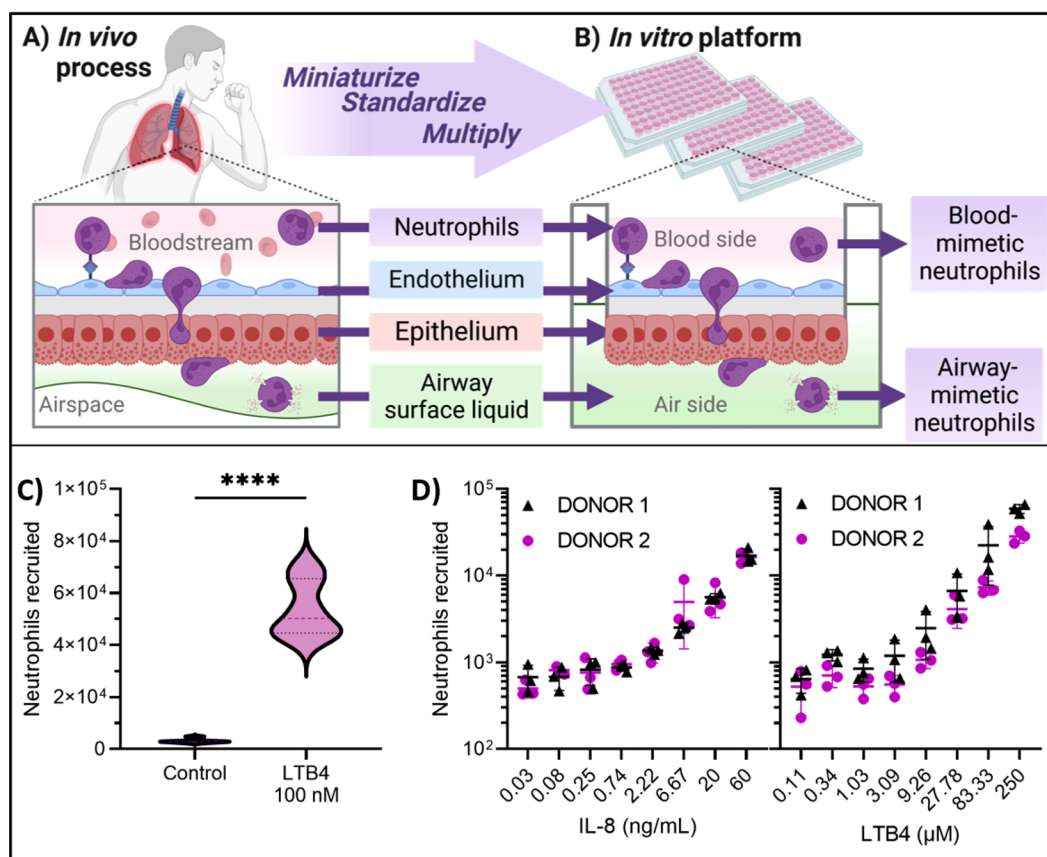 A) In vivo
process
Miniaturize
Standardize
Multiply
B) In vitro platform
Bloodstream
Airspace
Neutrophils
Endothelium
Epithelium
Airway
surface liquid
Blood side
Air side
Blood-
mimetic
neutrophils
Airway-
mimetic
neutrophils
C)
Neutrophils recruited
1×10⁵
8×10⁴
6×10⁴
4×10⁴
2×10⁴
0
****
Control
LTB4
100 nM
D)
Neutrophils recruited
10⁵
10⁴
10³
10²
DONOR 1
DONOR 2
0.03
0.08
0.25
0.74
2.22
6.67
20
60
IL-8 (ng/mL)
DONOR 1
DONOR 2
0.11
0.34
1.03
3.09
9.26
27.78
83.33
250
LTB4 (µM)